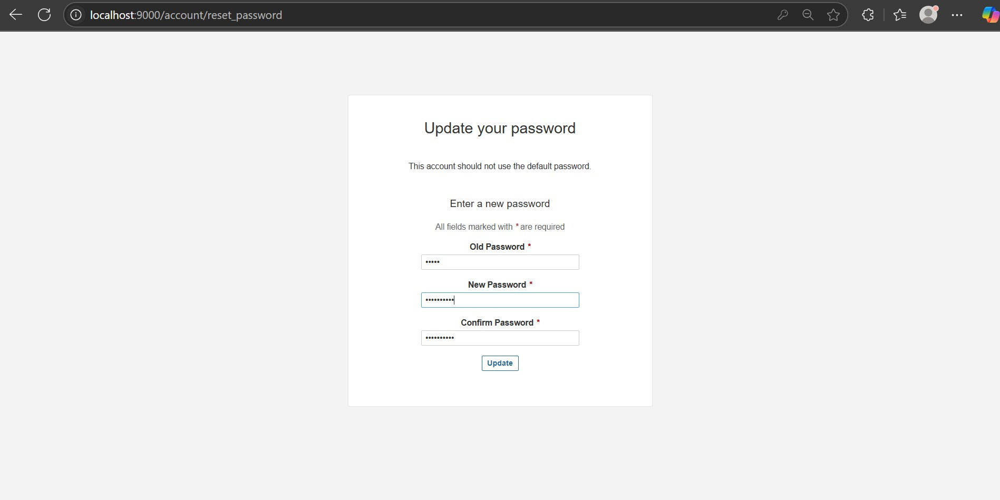 localhost:9000/account/reset_password
Update your password
This account should not use the default password.
Enter a new password
All fields marked with * are required
Old Password *
•••••
New Password *
••••••••••
Confirm Password *
••••••••••
Update